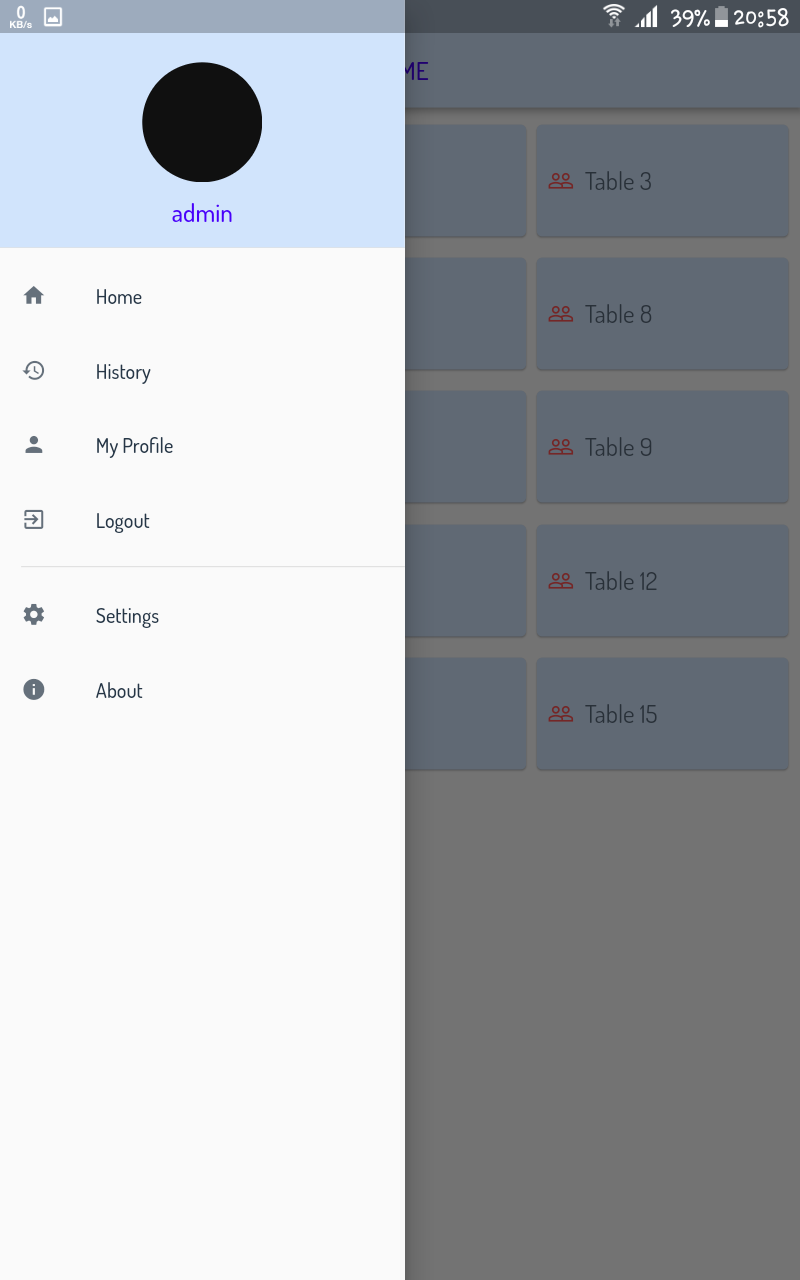 0
KB/s
39% 20:58
ME
admin
Home
History
My Profile
Logout
Settings
About
Table 3
Table 8
Table 9
Table 12
Table 15